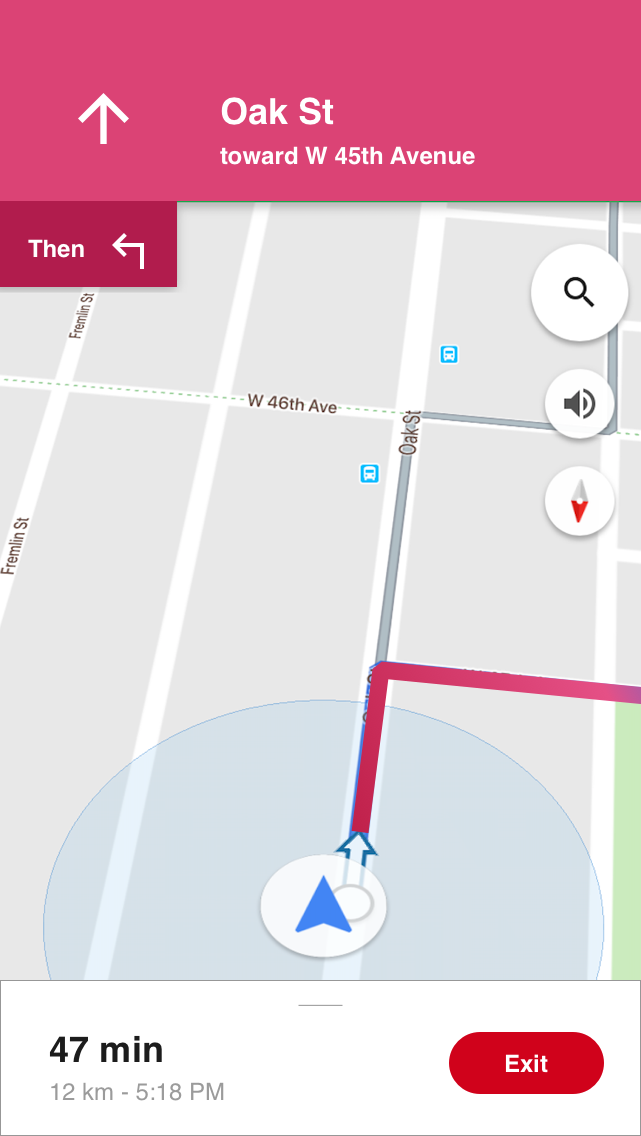 Oak St
toward W 45th Avenue
Then
Fremlin St
W 46th Ave
Oak St
Fremlin St
47 min
12 km - 5:18 PM
Exit